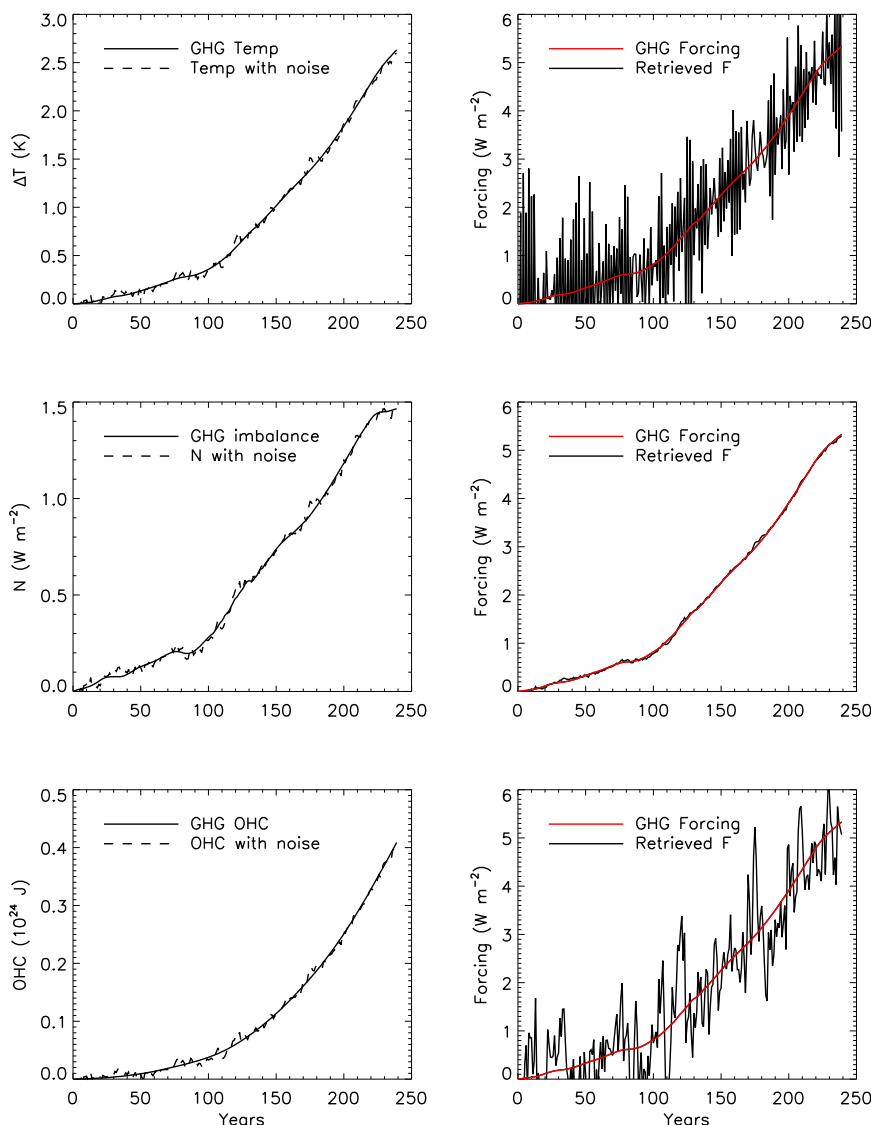 GHG Temp
Temp with noise
3.0
2.5
2.0
1.5
1.0
0.5
0.0
ΔT (K)
0 50 100 150 200 250
GHG Forcing
Retrieved F
6
5
4
3
2
1
0
Forcing (W m⁻²)
0 50 100 150 200 250
GHG imbalance
N with noise
1.5
1.0
0.5
0.0
N (W m⁻²)
0 50 100 150 200 250
GHG Forcing
Retrieved F
6
5
4
3
2
1
0
Forcing (W m⁻²)
0 50 100 150 200 250
GHG OHC
OHC with noise
0.5
0.4
0.3
0.2
0.1
0.0
OHC (10²⁴ J)
0 50 100 150 200 250
Years
GHG Forcing
Retrieved F
6
5
4
3
2
1
0
Forcing (W m⁻²)
0 50 100 150 200 250
Years